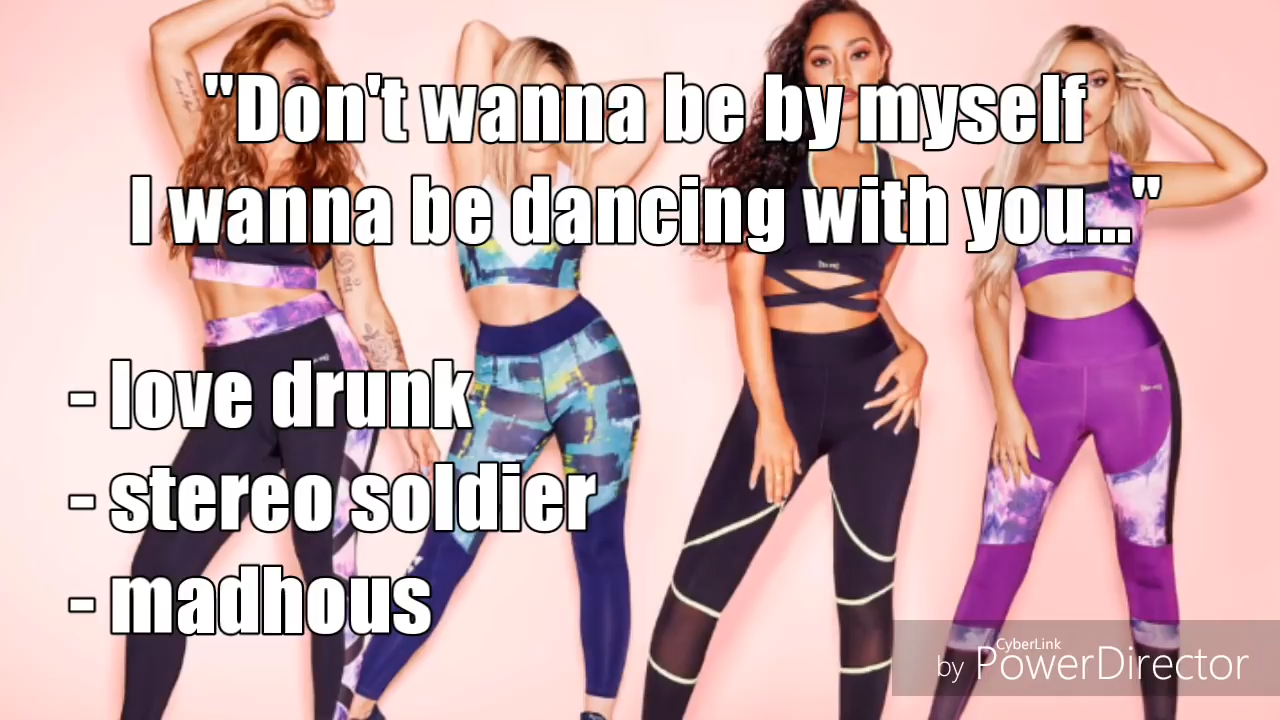 "Don't wanna be by myself
I wanna be dancing with you..."
- love drunk
- stereo soldier
- madhous
CyberLink
by PowerDirector